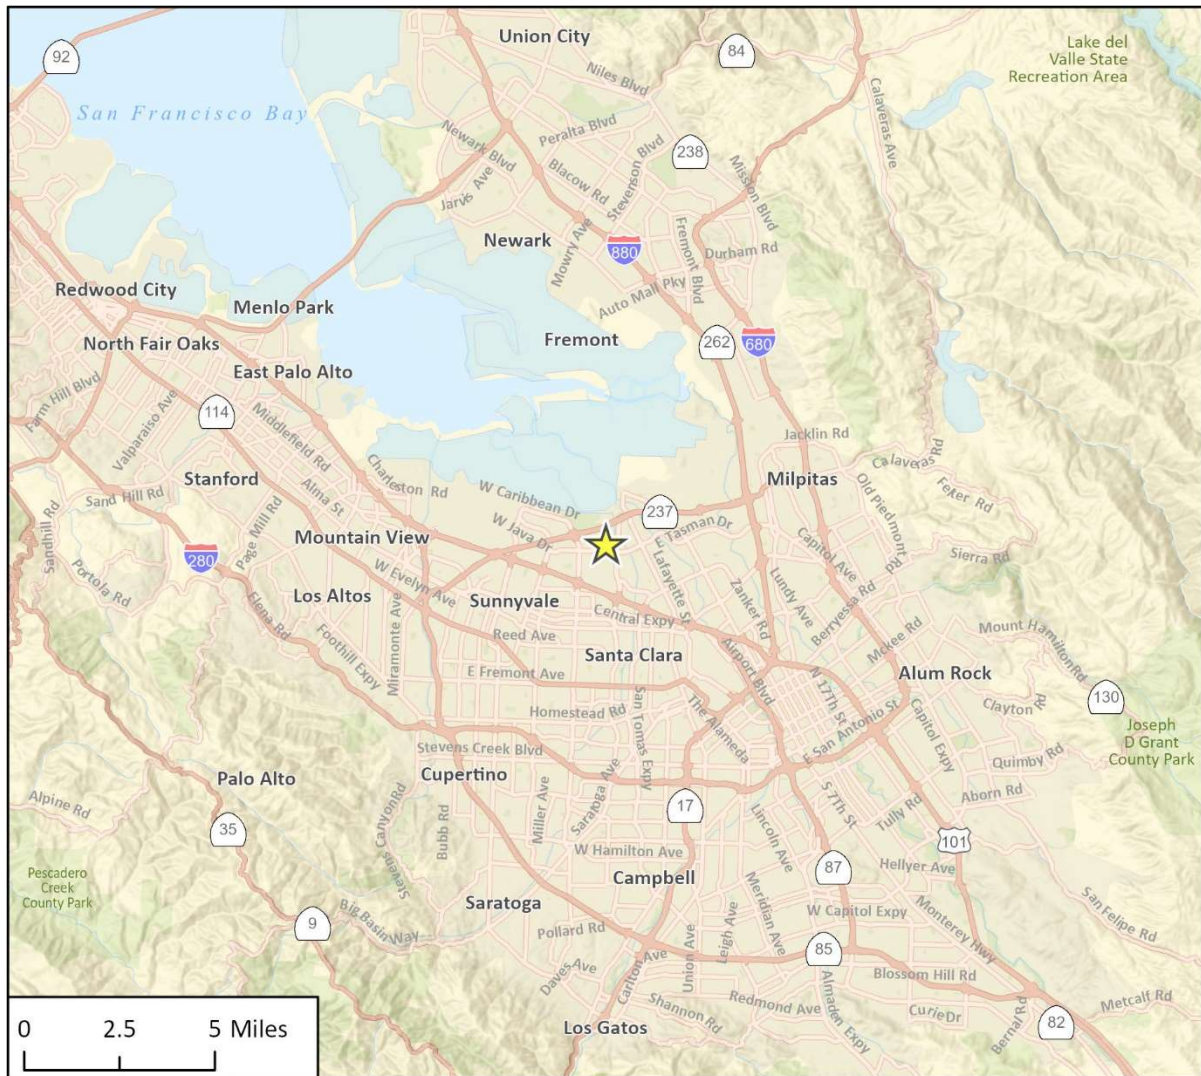 Union City
92
84
Lake del
Valle State
Recreation Area
Niles Blvd
Calaveras Ave
San Francisco Bay
Peralta Blvd
Newark Blvd
Stevenson Blvd
238
Blacow Rd
Mission Blvd
Jarvis Ave
Newark
Mowry Ave
880
Fremont Blvd
Durham Rd
Redwood City
Auto Mall Pky
Menlo Park
Fremont
262
680
North Fair Oaks
East Palo Alto
Farm Hill Blvd
Valparaiso Ave
114
Middlefield Rd
Jacklin Rd
Calaveras Rd
Stanford
Charleston Rd
Milpitas
Sand Hill Rd
Alma St
W Caribbean Dr
Old Piedmont Rd
Felter Rd
237
Sandhill Rd
Page Mill Rd
Mountain View
W Java Dr
E Tasman Dr
Capitol Ave
Sierra Rd
280
Portola Rd
W Evelyn Ave
Lafayette St
Los Altos
Sunnyvale
Zanker Rd
Lundy Ave
Berryessa Rd
Elena Rd
Central Expy
Mckee Rd
Mount Hamilton Rd
Foothill Expy
Miramonte Ave
Reed Ave
Santa Clara
Airport Blvd
N 17Th St
Alum Rock
E Fremont Ave
130
Homestead Rd
San Tomas Expy
The Alameda
E San Antonio St
Capitol Expy
Clayton Rd
Joseph
D Grant
County Park
Stevens Creek Blvd
Quimby Rd
Palo Alto
Cupertino
Aborn Rd
Alpine Rd
35
Stevens Canyon Rd
Bubb Rd
Miller Ave
Saratoga Ave
17
Lincoln Ave
S 7Th St
Tully Rd
101
W Hamilton Ave
87
Hellyer Ave
Pescadero
Creek
County Park
Campbell
Meridian Ave
Saratoga
W Capitol Expy
Monterey Hwy
San Felipe Rd
9
Big Basin Way
Pollard Rd
Leigh Ave
85
Union Ave
Daves Ave
Carlton Ave
Blossom Hill Rd
Shannon Rd
Redmond Ave
Almaden Expy
Curie Dr
Bernal Rd
Metcalf Rd
82
Los Gatos
0 2.5 5 Miles